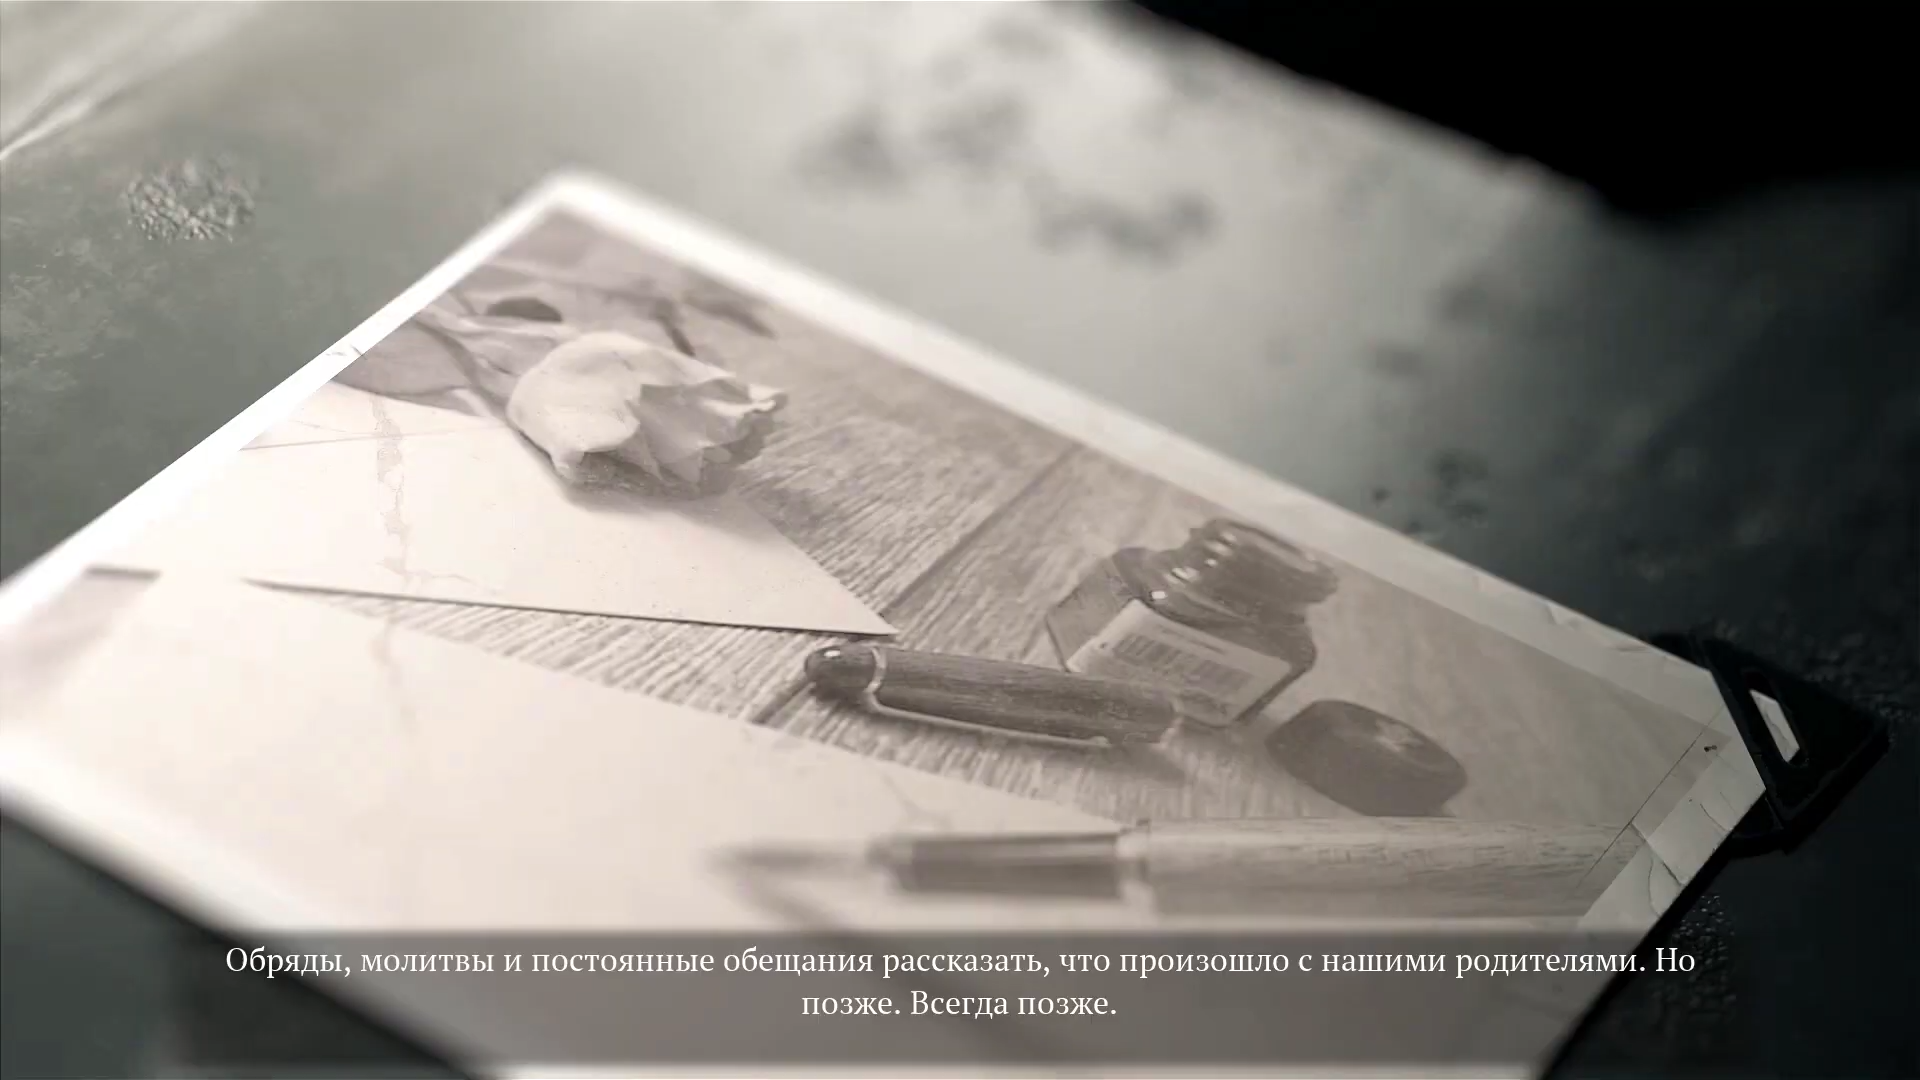 Обряды, молитвы и постоянные обещания рассказать, что произошло с нашими родителями. Но
позже. Всегда позже.